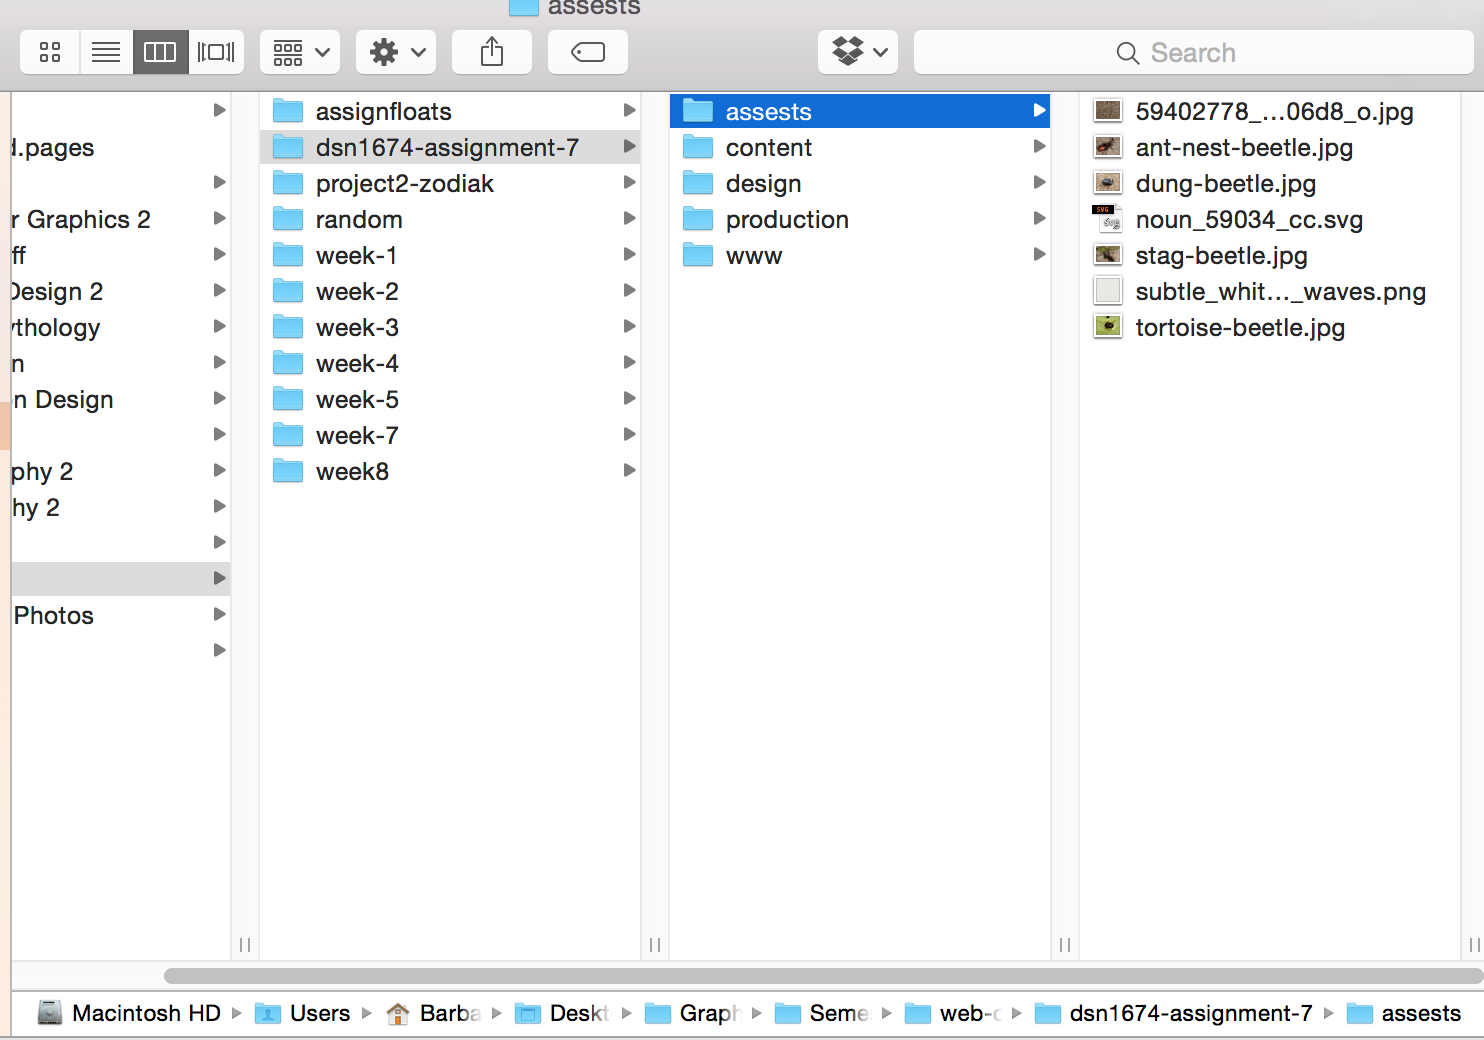 assests
Search
d.pages
r Graphics 2
ff
Design 2
ythology
n
n Design
phy 2
hy 2
Photos
assignfloats
dsn1674-assignment-7
project2-zodiak
random
week-1
week-2
week-3
week-4
week-5
week-7
week8
assests
content
design
production
www
59402778_...06d8_o.jpg
ant-nest-beetle.jpg
dung-beetle.jpg
SVG
noun_59034_cc.svg
stag-beetle.jpg
subtle_whit..._waves.png
tortoise-beetle.jpg
Macintosh HD Users Barba Deskt Graph Seme web-c dsn1674-assignment-7 assests